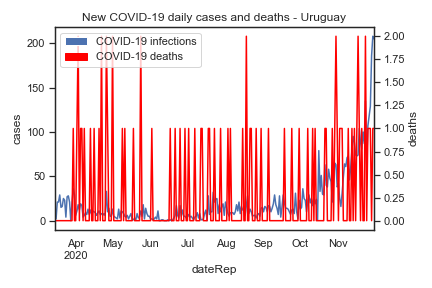 New COVID-19 daily cases and deaths - Uruguay
COVID-19 infections
COVID-19 deaths
200
150
100
50
0
cases
2.00
1.75
1.50
1.25
1.00
0.75
0.50
0.25
0.00
deaths
Apr May Jun Jul Aug Sep Oct Nov
2020
dateRep